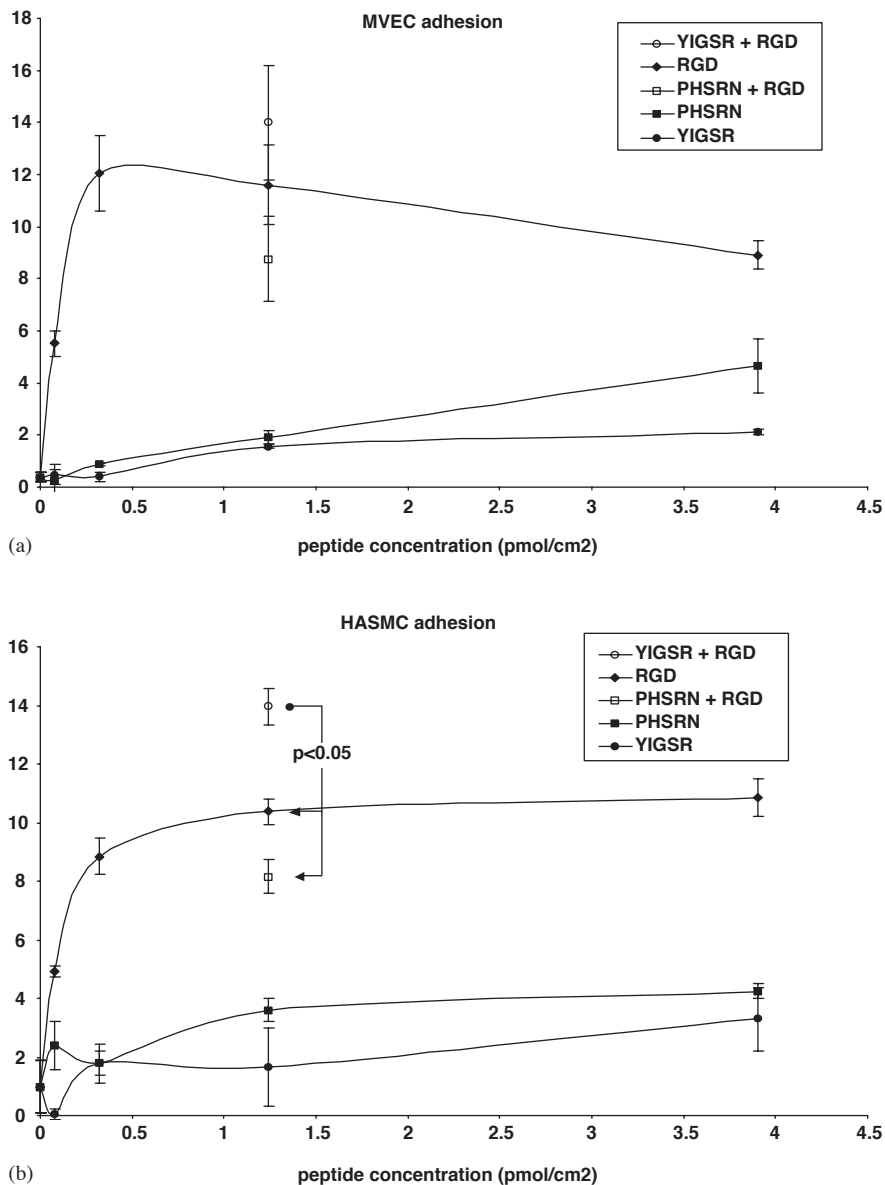 MVEC adhesion
18
16
14
12
10
8
6
4
2
0
YIGSR + RGD
RGD
PHSRN + RGD
PHSRN
YIGSR
0 0.5 1 1.5 2 2.5 3 3.5 4 4.5
(a)
peptide concentration (pmol/cm2)
HASMC adhesion
16
14
12
10
8
6
4
2
0
YIGSR + RGD
RGD
PHSRN + RGD
PHSRN
YIGSR
p<0.05
0 0.5 1 1.5 2 2.5 3 3.5 4 4.5
(b)
peptide concentration (pmol/cm2)